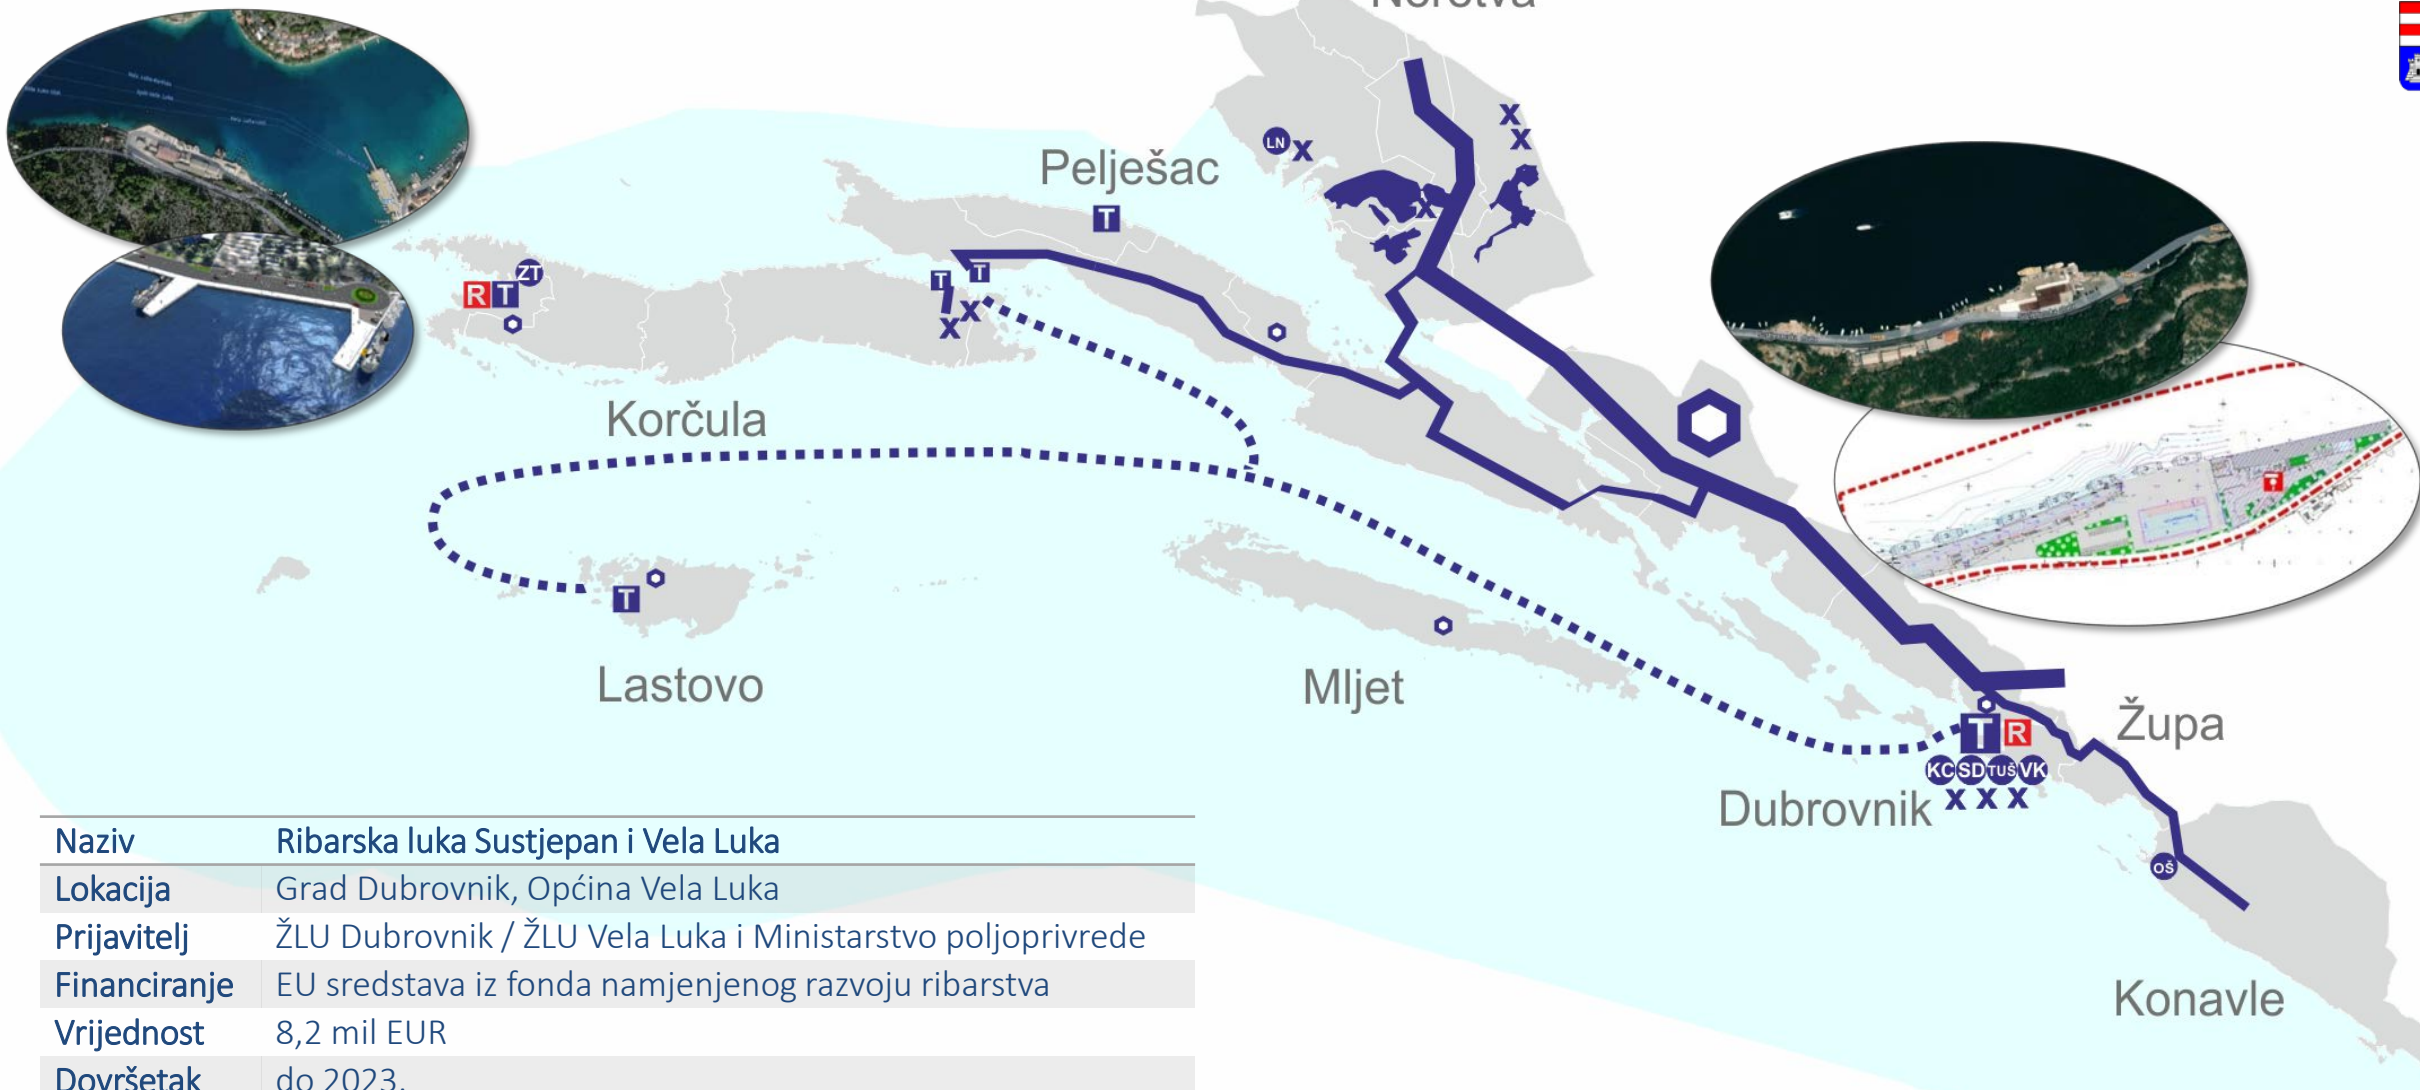 Neretva
Pelješac
LN X
X
X
X
T
ZT
R T
T T
X
X
Korčula
T
Lastovo
Mljet
Župa
T R
KC SD TUŠ VK
Dubrovnik X X X
OŠ
Konavle
Naziv Ribarska luka Sustjepan i Vela Luka
Lokacija Grad Dubrovnik, Općina Vela Luka
Prijavitelj ŽLU Dubrovnik / ŽLU Vela Luka i Ministarstvo poljoprivrede
Financiranje EU sredstava iz fonda namjenjenog razvoju ribarstva
Vrijednost 8,2 mil EUR
Dovršetak do 2023.